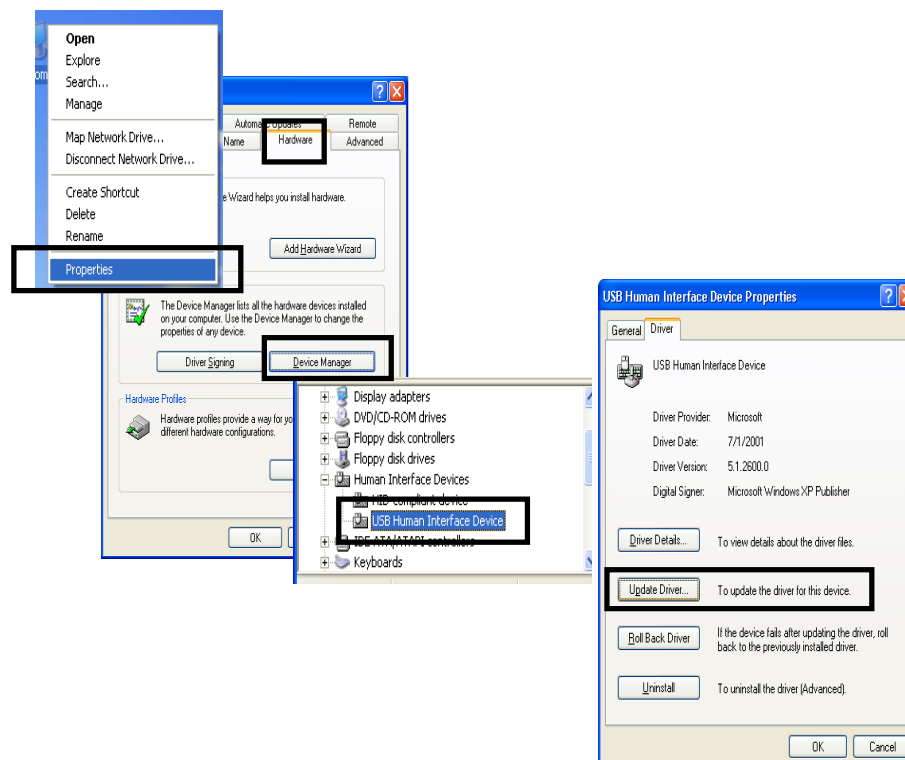 Open
Explore
Search...
Manage
Map Network Drive...
Disconnect Network Drive...
Create Shortcut
Delete
Rename
Properties
Automatic Updates
Remote
Name
Hardware
Advanced
e Wizard helps you install hardware.
Add Hardware Wizard
The Device Manager lists all the hardware devices installed
on your computer. Use the Device Manager to change the
properties of any device.
Driver Signing
Device Manager
Hardware Profiles
Hardware profiles provide a way for yo
different hardware configurations.
OK
Display adapters
DVD/CD-ROM drives
Floppy disk controllers
Floppy disk drives
Human Interface Devices
HID-compliant device
USB Human Interface Device
IDE ATA/ATAPI controllers
Keyboards
USB Human Interface Device Properties
General
Driver
USB Human Interface Device
Driver Provider: Microsoft
Driver Date: 7/1/2001
Driver Version: 5.1.2600.0
Digital Signer: Microsoft Windows XP Publisher
Driver Details... To view details about the driver files.
Update Driver... To update the driver for this device.
Roll Back Driver
If the device fails after updating the driver, roll
back to the previously installed driver.
Uninstall To uninstall the driver (Advanced).
OK
Cancel